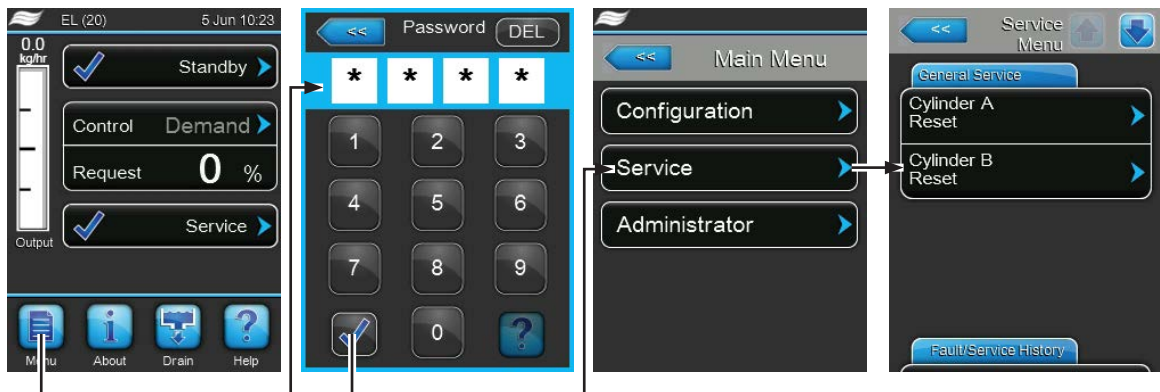 EL (20) 5 Jun 10:23
0.0
kg/hr
Standby
Control Demand
Request 0 %
Service
Output
Menu About Drain Help
<< Password DEL
* * * *
1 2 3
4 5 6
7 8 9
0 ?
<< Main Menu
Configuration
Service
Administrator
<< Service
Menu
General Service
Cylinder A
Reset
Cylinder B
Reset
Fault/Service History